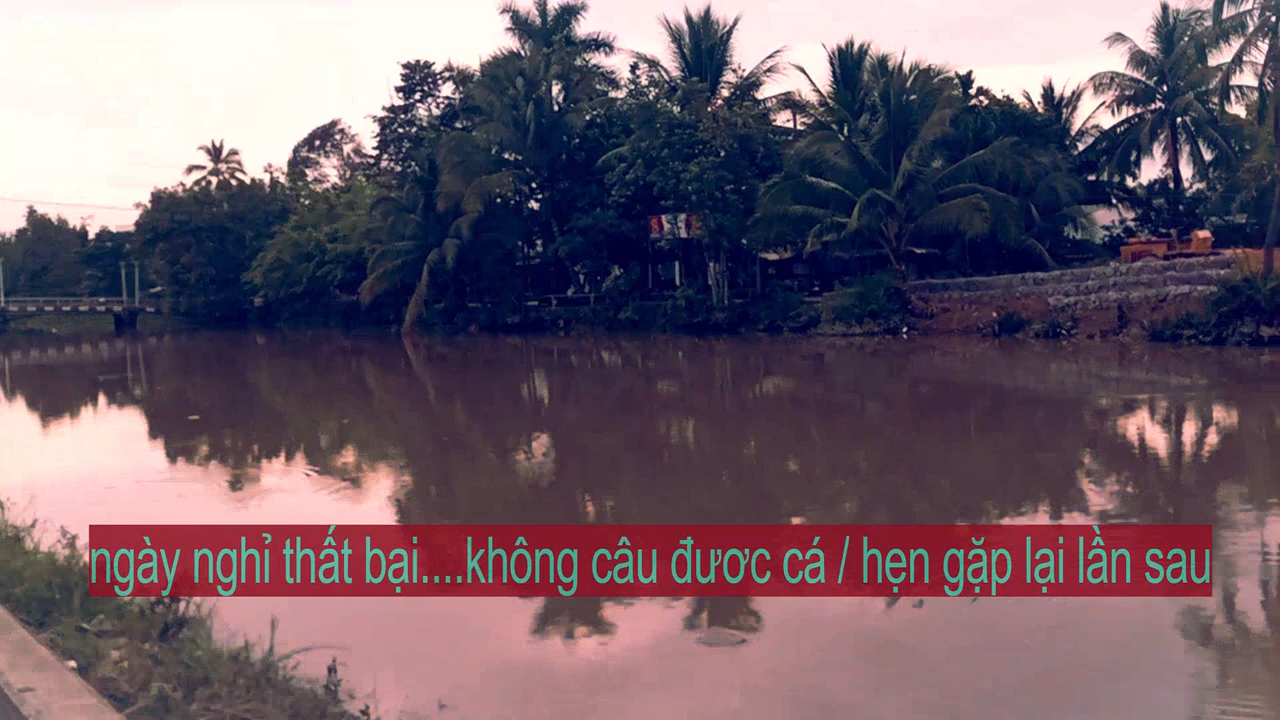 ngày nghỉ thất bại....không câu đươc cá / hẹn gặp lại lần sau